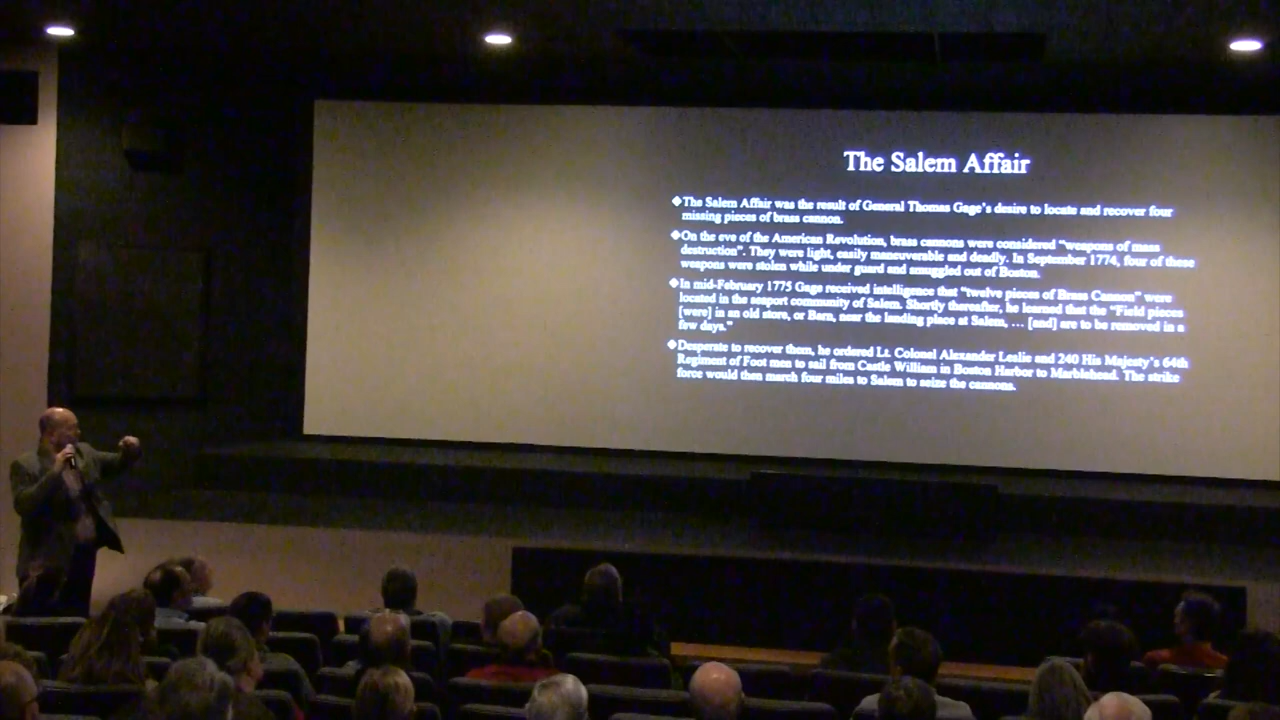 The Salem Affair
❖The Salem Affair was the result of General Thomas Gage's desire to locate and recover four
missing pieces of brass cannon.
❖On the eve of the American Revolution, brass cannons were considered "weapons of mass
destruction". They were light, easily maneuverable and deadly. In September 1774, four of these
weapons were stolen while under guard and smuggled out of Boston.
❖In mid-February 1775 Gage received intelligence that "twelve pieces of Brass Cannon" were
located in the seaport community of Salem. Shortly thereafter, he learned that the "Field pieces
[were] in an old store, or Barn, near the landing place at Salem, … [and] are to be removed in a
few days."
❖Desperate to recover them, he ordered Lt. Colonel Alexander Leslie and 240 His Majesty's 64th
Regiment of Foot men to sail from Castle William in Boston Harbor to Marblehead. The strike
force would then march four miles to Salem to seize the cannons.